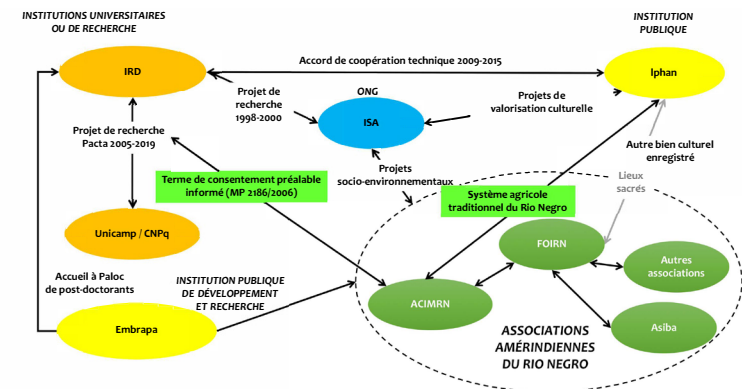 INSTITUTIONS UNIVERSITAIRES
OU DE RECHERCHE
INSTITUTION
PUBLIQUE
IRD
Accord de coopération technique 2009-2015
Iphan
Projet de
recherche
1998-2000
ONG
ISA
Projets de
valorisation culturelle
Projet de recherche
Pacta 2005-2019
Autre bien culturel
enregistré
Terme de consentement préalable
informé (MP 2186/2006)
Projets
socio-environnementaux
Système agricole
traditionnel du Rio Negro
Lieux
sacrés
Unicamp / CNPq
FOIRN
Autres
associations
Accueil à Paloc
de post-doctorants
INSTITUTION PUBLIQUE
DE DÉVELOPPEMENT
ET RECHERCHE
ACIMRN
Embrapa
ASSOCIATIONS
AMÉRINDIENNES
DU RIO NEGRO
Asiba